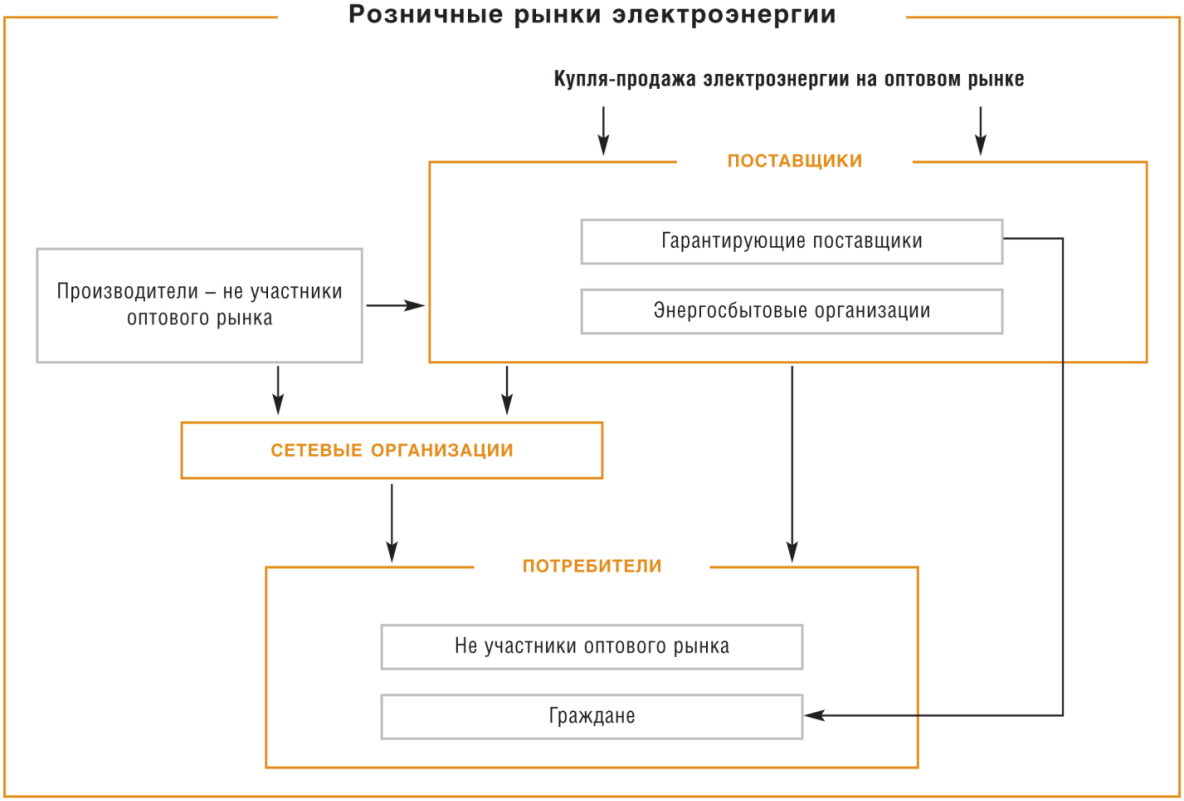 Розничные рынки электроэнергии
Купля-продажа электроэнергии на оптовом рынке
ПОСТАВЩИКИ
Гарантирующие поставщики
Производители – не участники
оптового рынка
Энергосбытовые организации
СЕТЕВЫЕ ОРГАНИЗАЦИИ
ПОТРЕБИТЕЛИ
Не участники оптового рынка
Граждане